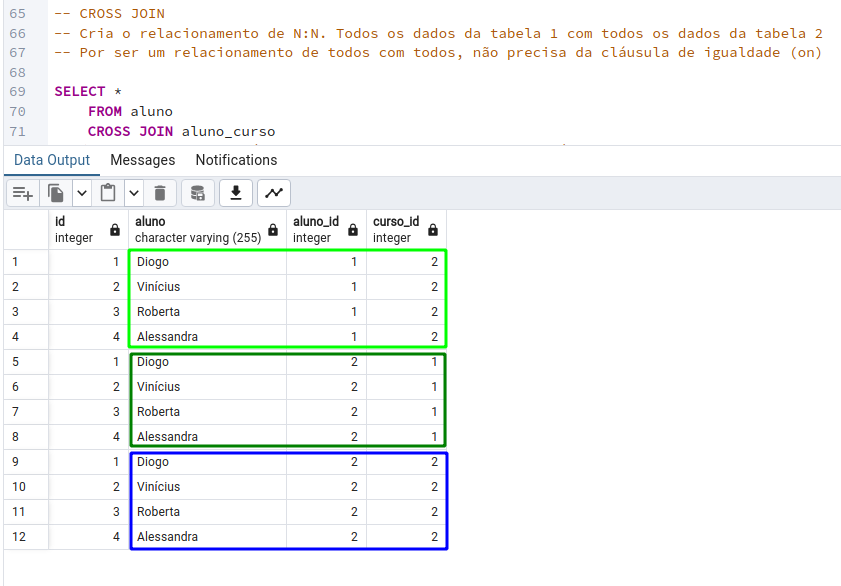 65 -- CROSS JOIN
66 -- Cria o relacionamento de N:N. Todos os dados da tabela 1 com todos os dados da tabela 2
67 -- Por ser um relacionamento de todos com todos, não precisa da cláusula de igualdade (on)
68
69 SELECT *
70 FROM aluno
71 CROSS JOIN aluno_curso
Data Output Messages Notifications
id aluno aluno_id curso_id
integer character varying (255) integer integer
1 1 Diogo 1 2
2 2 Vinícius 1 2
3 3 Roberta 1 2
4 4 Alessandra 1 2
5 1 Diogo 2 1
6 2 Vinícius 2 1
7 3 Roberta 2 1
8 4 Alessandra 2 1
9 1 Diogo 2 2
10 2 Vinícius 2 2
11 3 Roberta 2 2
12 4 Alessandra 2 2